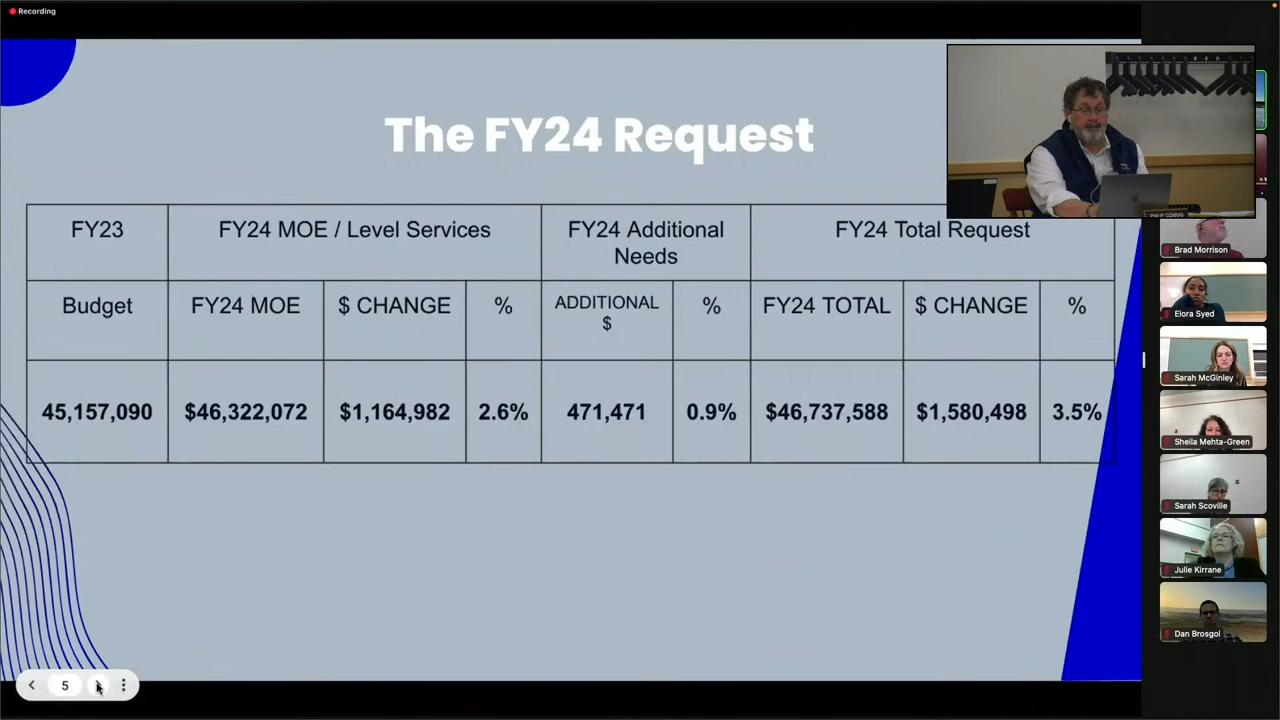 Recording
The FY24 Request
FY23 FY24 MOE / Level Services FY24 Additional Needs FY24 Total Request
Budget FY24 MOE $ CHANGE % ADDITIONAL $ % FY24 TOTAL $ CHANGE %
45,157,090 $46,322,072 $1,164,982 2.6% 471,471 0.9% $46,737,588 $1,580,498 3.5%
Brad Morrison
Elora Syed
Sarah McGinley
Sheila Mehta-Green
Sarah Scoville
Julie Kirrane
Dan Brosgol
5